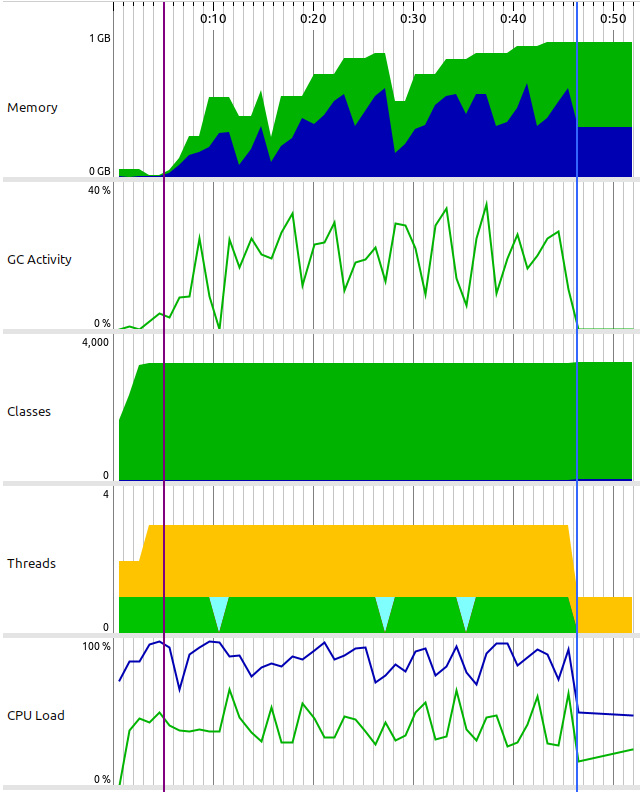 0:10 0:20 0:30 0:40 0:50
1 GB
Memory
0 GB
40 %
GC Activity
0 %
4,000
Classes
0
4
Threads
0
100 %
CPU Load
0 %